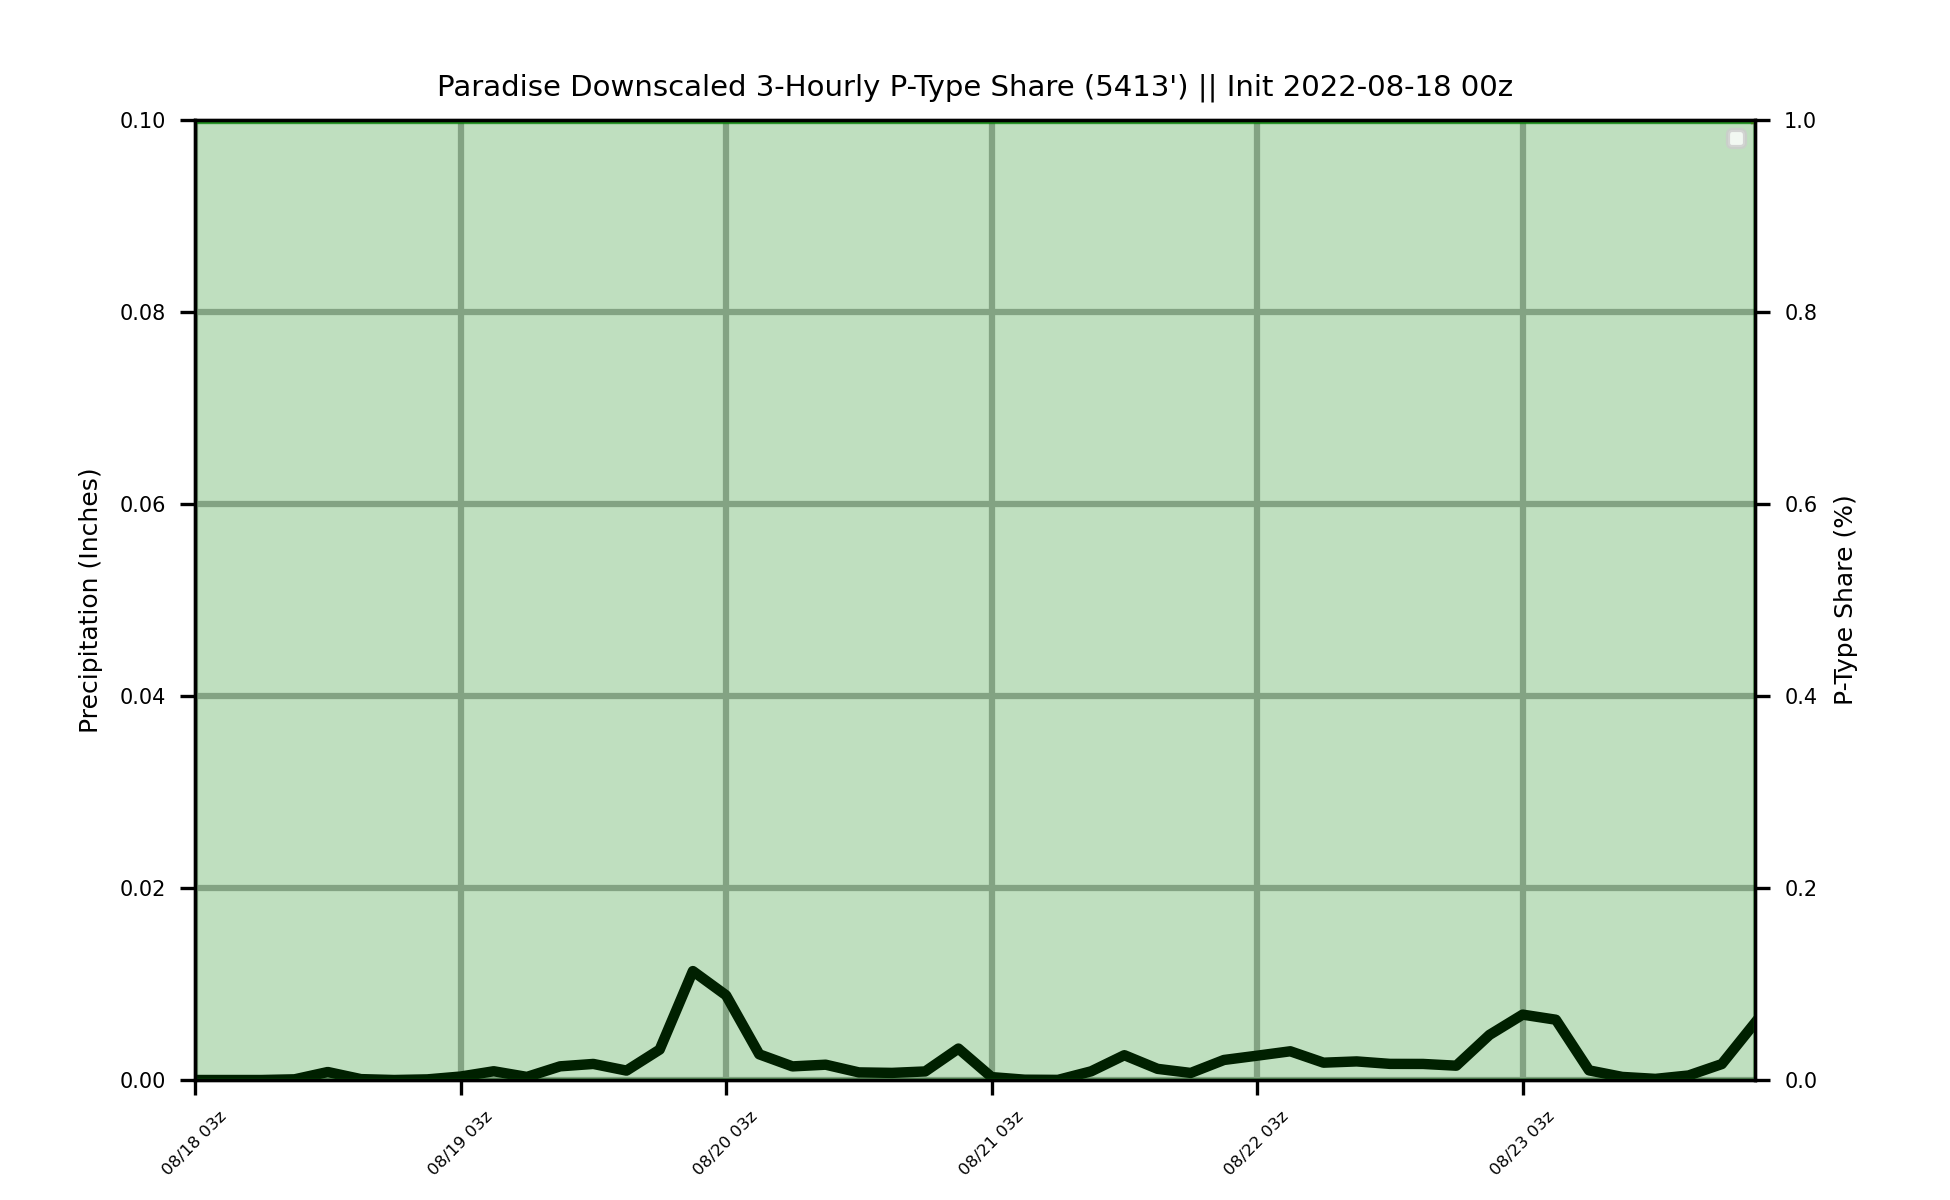 Paradise Downscaled 3-Hourly P-Type Share (5413') || Init 2022-08-18 00z
Precipitation (Inches)
0.10
0.08
0.06
0.04
0.02
0.00
1.0
0.8
0.6
0.4
0.2
0.0
P-Type Share (%)
08/18 03z
08/19 03z
08/20 03z
08/21 03z
08/22 03z
08/23 03z